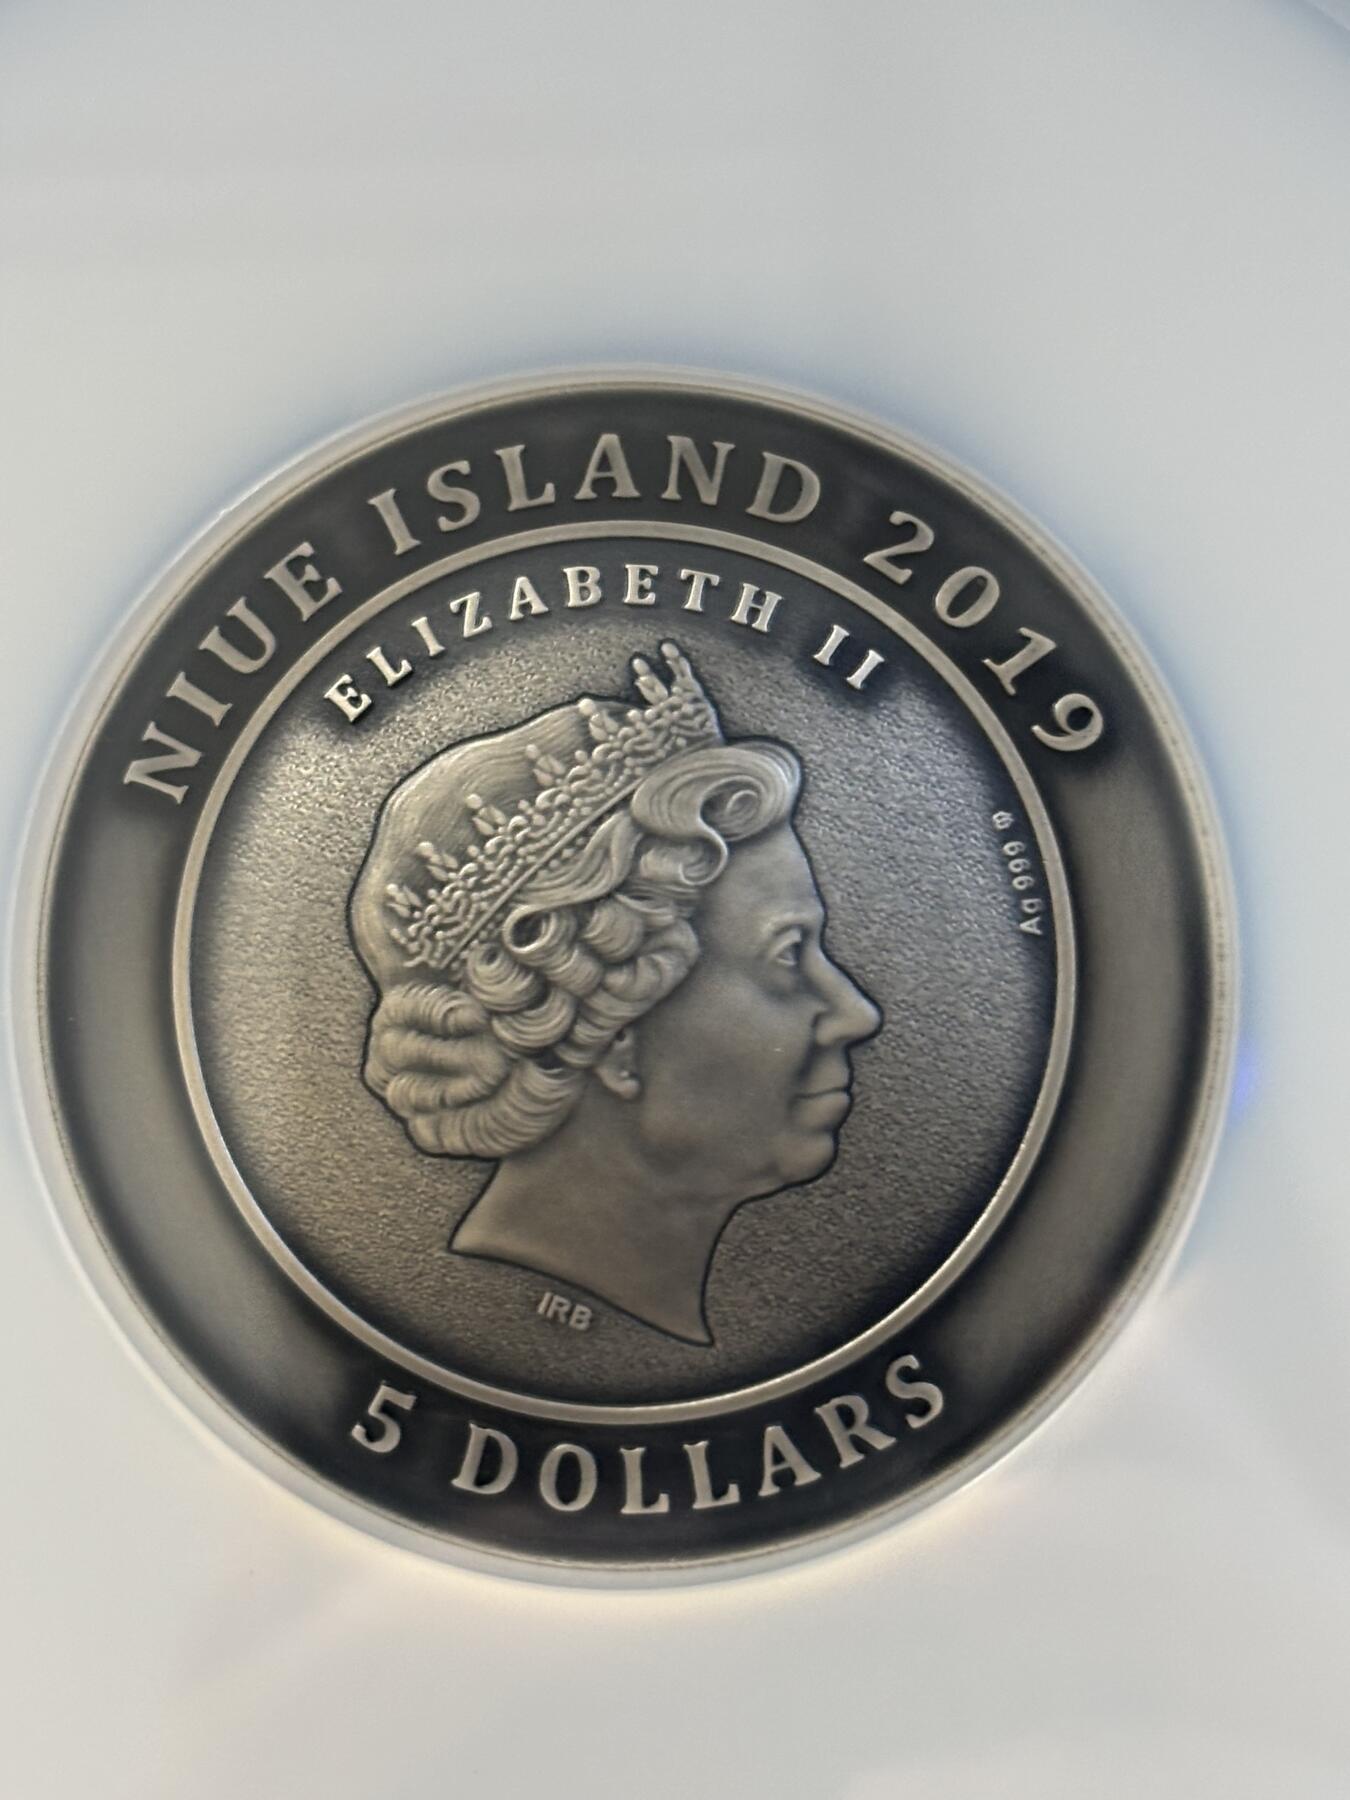 NIUE ISLAND 2019
ELIZABETH II
Ag 999
IRB
5 DOLLARS